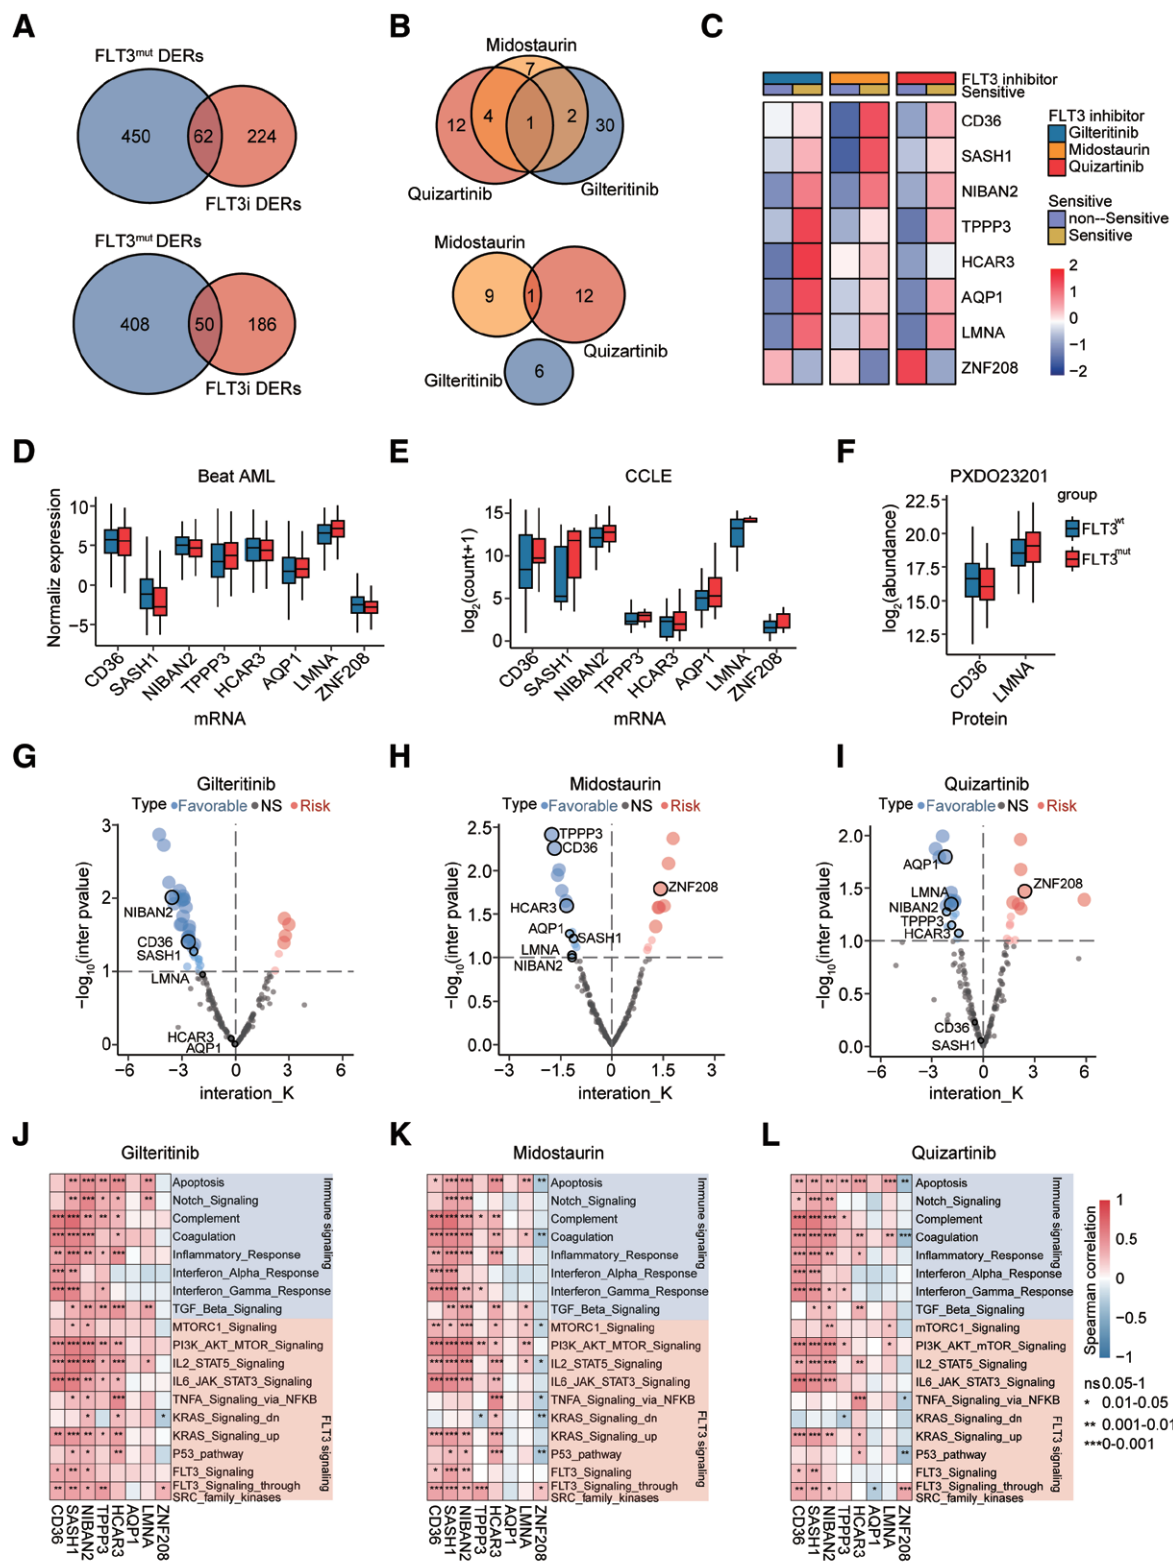 A
FLT3mut DERs
450
62
224
FLT3i DERs
FLT3mut DERs
408
50
186
FLT3i DERs
B
Midostaurin
7
12
4
1
2
30
Quizartinib
Gilteritinib
Midostaurin
9
1
12
Quizartinib
Gilteritinib
6
C
FLT3 inhibitor
Sensitive
CD36
SASH1
NIBAN2
TPPP3
HCAR3
AQP1
LMNA
ZNF208
FLT3 inhibitor
Gilteritinib
Midostaurin
Quizartinib
Sensitive
non--Sensitive
Sensitive
2
1
0
−1
−2
D
Beat AML
Normaliz expression
10
5
0
−5
CD36
SASH1
NIBAN2
TPPP3
HCAR3
AQP1
LMNA
ZNF208
mRNA
E
CCLE
log2(count+1)
15
10
5
0
CD36
SASH1
NIBAN2
TPPP3
HCAR3
AQP1
LMNA
ZNF208
mRNA
F
PXDO23201
log2(abundance)
22.5
20.0
17.5
15.0
12.5
CD36
LMNA
Protein
group
FLT3wt
FLT3mut
G
Gilteritinib
Type Favorable NS Risk
−log10(inter pvalue)
3
2
1
0
NIBAN2
CD36
SASH1
LMNA
HCAR3
AQP1
−6 −3 0 3 6
interation_K
H
Midostaurin
Type Favorable NS Risk
−log10(inter pvalue)
2.5
2.0
1.5
1.0
0.5
0.0
TPPP3
CD36
ZNF208
HCAR3
AQP1
SASH1
LMNA
NIBAN2
−3 −1.5 0 1.5 3
interation_K
I
Quizartinib
Type Favorable NS Risk
−log10(inter pvalue)
2.0
1.5
1.0
0.5
0.0
AQP1
ZNF208
LMNA
NIBAN2
TPPP3
HCAR3
CD36
SASH1
−6 −3 0 3 6
interation_K
J
Gilteritinib
Apoptosis
Notch_Signaling
Complement
Coagulation
Inflammatory_Response
Interferon_Alpha_Response
Interferon_Gamma_Response
TGF_Beta_Signaling
MTORC1_Signaling
PI3K_AKT_MTOR_Signaling
IL2_STAT5_Signaling
IL6_JAK_STAT3_Signaling
TNFA_Signaling_via_NFKB
KRAS_Signaling_dn
KRAS_Signaling_up
P53_pathway
FLT3_Signaling
FLT3_Signaling_through
SRC_family_kinases
Immune signaling
FLT3 signaling
CD36
SASH1
NIBAN2
TPPP3
HCAR3
AQP1
LMNA
ZNF208
K
Midostaurin
Apoptosis
Notch_Signaling
Complement
Coagulation
Inflammatory_Response
Interferon_Alpha_Response
Interferon_Gamma_Response
TGF_Beta_Signaling
MTORC1_Signaling
PI3K_AKT_MTOR_Signaling
IL2_STAT5_Signaling
IL6_JAK_STAT3_Signaling
TNFA_Signaling_via_NFKB
KRAS_Signaling_dn
KRAS_Signaling_up
P53_pathway
FLT3_Signaling
FLT3_Signaling_through
SRC_family_kinases
Immune signaling
FLT3 signaling
CD36
SASH1
NIBAN2
TPPP3
HCAR3
AQP1
LMNA
ZNF208
L
Quizartinib
Apoptosis
Notch_Signaling
Complement
Coagulation
Inflammatory_Response
Interferon_Alpha_Response
Interferon_Gamma_Response
TGF_Beta_Signaling
mTORC1_Signaling
PI3K_AKT_mTOR_Signaling
IL2_STAT5_Signaling
IL6_JAK_STAT3_Signaling
TNFA_Signaling_via_NFKB
KRAS_Signaling_dn
KRAS_Signaling_up
P53_pathway
FLT3_Signaling
FLT3_Signaling_through
SRC_family_kinases
Immune signaling
FLT3 signaling
CD36
SASH1
NIBAN2
TPPP3
HCAR3
AQP1
LMNA
ZNF208
Spearman correlation
1
0.5
0
−0.5
−1
ns 0.05-1
* 0.01-0.05
** 0.001-0.01
*** 0-0.001